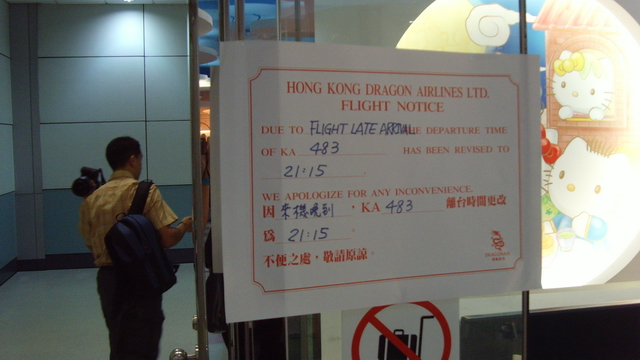 HONG KONG DRAGON AIRLINES LTD.
FLIGHT NOTICE
DUE TO FLIGHT LATE ARRIVAL THE DEPARTURE TIME
OF KA 483 HAS BEEN REVISED TO
21:15
WE APOLOGIZE FOR ANY INCONVENIENCE.
因 來機晚到 , KA 483 離台時間更改
為 21:15
不便之處，敬請原諒
DRAGONAIR